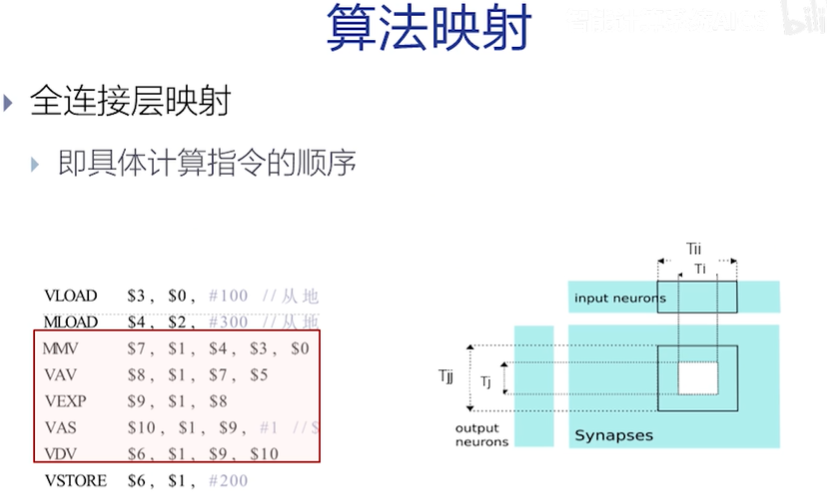 算法映射
全连接层映射
即具体计算指令的顺序
VLOAD $3, $0, #100 //从地
MLOAD $4, $2, #300 //从地
MMV $7, $1, $4, $3, $0
VAV $8, $1, $7, $5
VEXP $9, $1, $8
VAS $10, $1, $9, #1 //$
VDV $6, $1, $9, $10
VSTORE $6, $1, #200
Tii
Ti
input neurons
Tjj
Tj
output
neurons
Synapses